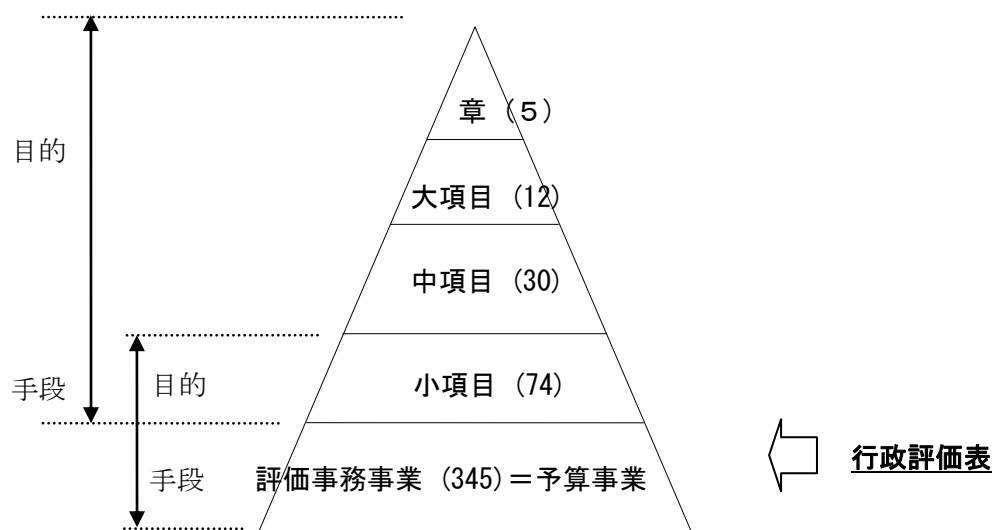 章 (５)
目的
大項目 (12)
中項目 (30)
手段
目的
小項目 (74)
手段
評価事務事業 (345)＝予算事業
行政評価表